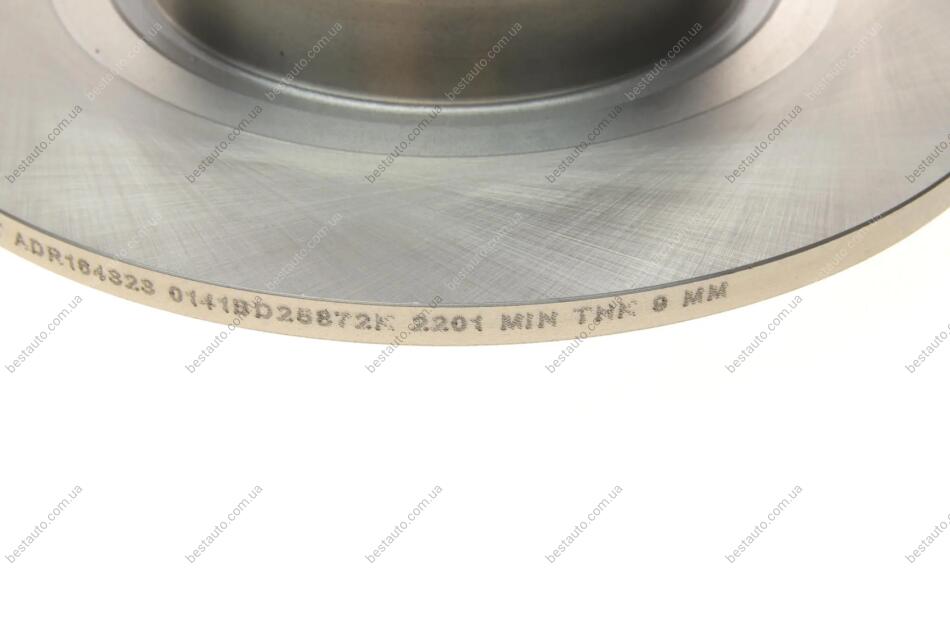 ADR164323 0141BD25872K 2201 MIN THK 9 MM
bestauto.com.ua